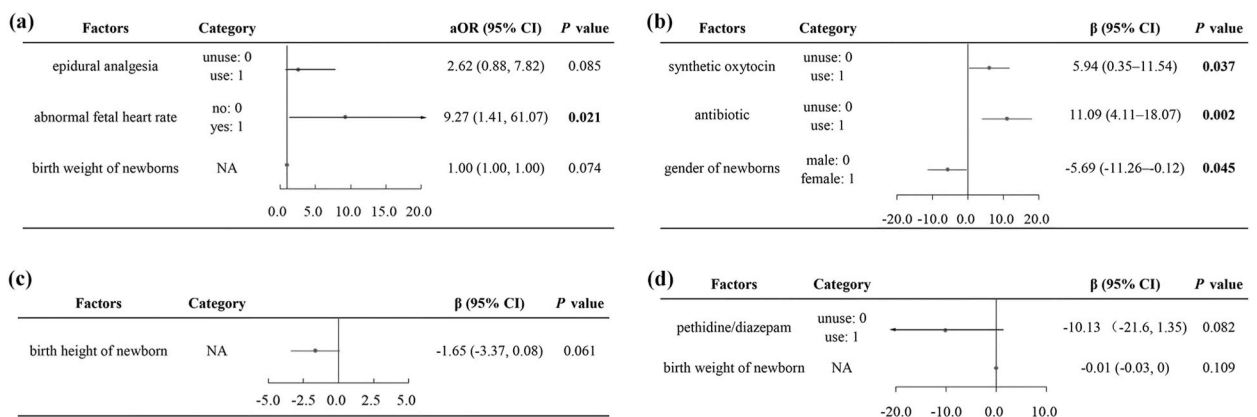 (a)
Factors Category aOR (95% CI) P value
epidural analgesia unuse: 0 2.62 (0.88, 7.82) 0.085
use: 1
abnormal fetal heart rate no: 0 9.27 (1.41, 61.07) 0.021
yes: 1
birth weight of newborns NA 1.00 (1.00, 1.00) 0.074
0.0 5.0 10.0 15.0 20.0
(b)
Factors Category β (95% CI) P value
synthetic oxytocin unuse: 0 5.94 (0.35–11.54) 0.037
use: 1
antibiotic unuse: 0 11.09 (4.11–18.07) 0.002
use: 1
gender of newborns male: 0 -5.69 (-11.26–-0.12) 0.045
female: 1
-20.0 -10.0 0.0 10.0 20.0
(c)
Factors Category β (95% CI) P value
birth height of newborn NA -1.65 (-3.37, 0.08) 0.061
-5.0 -2.5 0.0 2.5 5.0
(d)
Factors Category β (95% CI) P value
pethidine/diazepam unuse: 0 -10.13 （-21.6, 1.35) 0.082
use: 1
birth weight of newborn NA -0.01 (-0.03, 0) 0.109
-20.0 -10.0 0.0 10.0